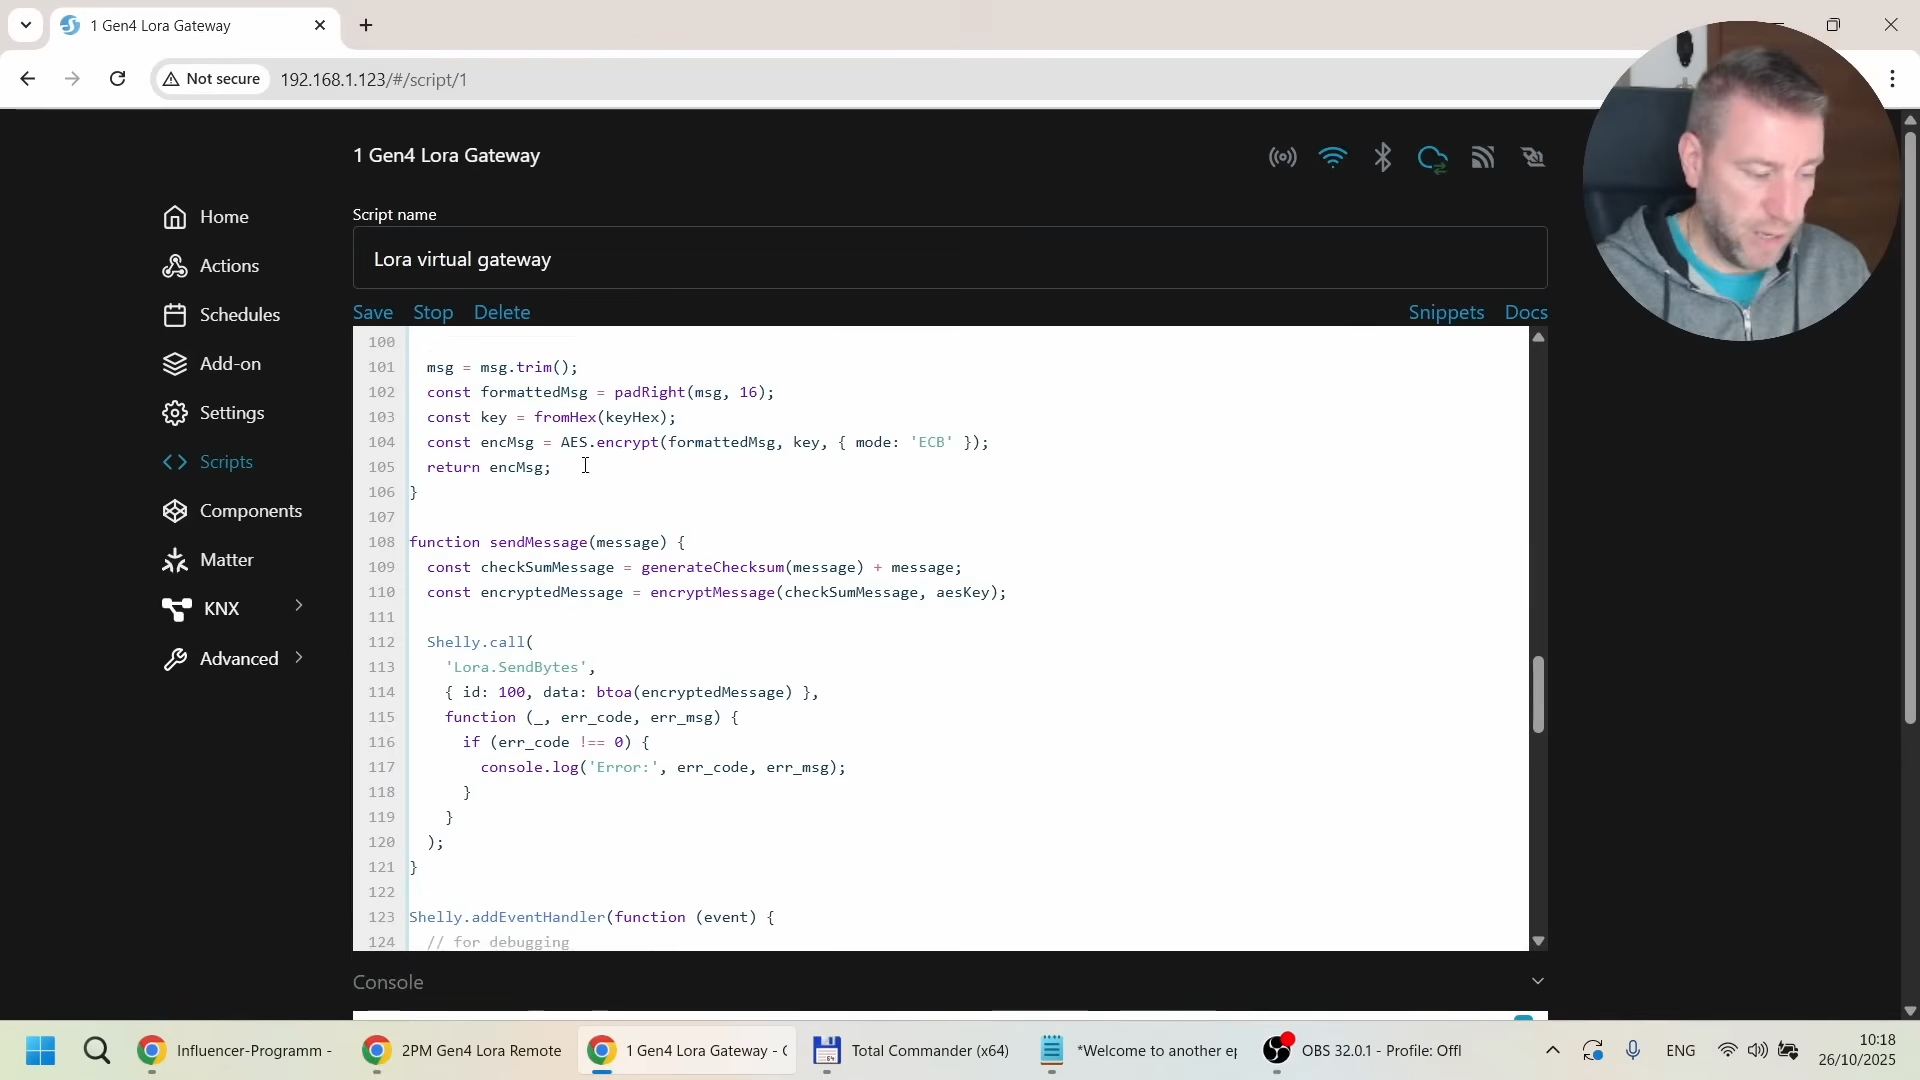 1 Gen4 Lora Gateway
Not secure
192.168.1.123/#/script/1
1 Gen4 Lora Gateway
Home
Actions
Schedules
Add-on
Settings
Scripts
Components
Matter
KNX
Advanced
Script name
Lora virtual gateway
Save Stop Delete Snippets Docs
100
101 msg = msg.trim();
102 const formattedMsg = padRight(msg, 16);
103 const key = fromHex(keyHex);
104 const encMsg = AES.encrypt(formattedMsg, key, { mode: 'ECB' });
105 return encMsg;
106 }
107
108 function sendMessage(message) {
109 const checkSumMessage = generateChecksum(message) + message;
110 const encryptedMessage = encryptMessage(checkSumMessage, aesKey);
111
112 Shelly.call(
113 'Lora.SendBytes',
114 { id: 100, data: btoa(encryptedMessage) },
115 function (_, err_code, err_msg) {
116 if (err_code !== 0) {
117 console.log('Error:', err_code, err_msg);
118 }
119 }
120 );
121 }
122
123 Shelly.addEventHandler(function (event) {
124 // for debugging
Console
Influencer-Programm -
2PM Gen4 Lora Remote
1 Gen4 Lora Gateway - C
64
Total Commander (x64)
*Welcome to another ep
OBS 32.0.1 - Profile: Offl
ENG
10:18
26/10/2025